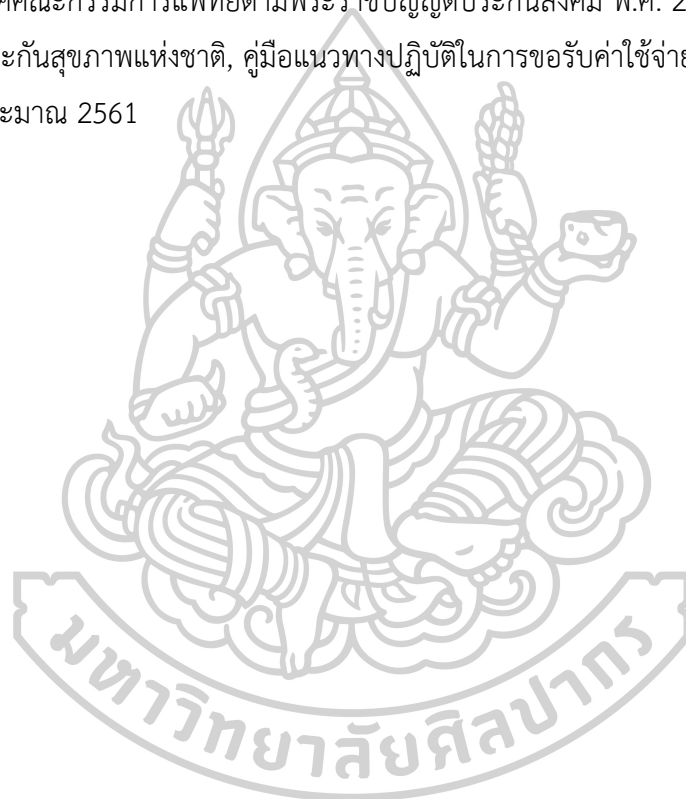 คคณะกรรมการแพทย์ตามพระราชบัญญัติประกันสังคม พ.ศ. 2
ะกันสุขภาพแห่งชาติ, คู่มือแนวทางปฏิบัติในการขอรับค่าใช้จ่าย
ะมาณ 2561
มหาวิทยาลัยศิลปากร